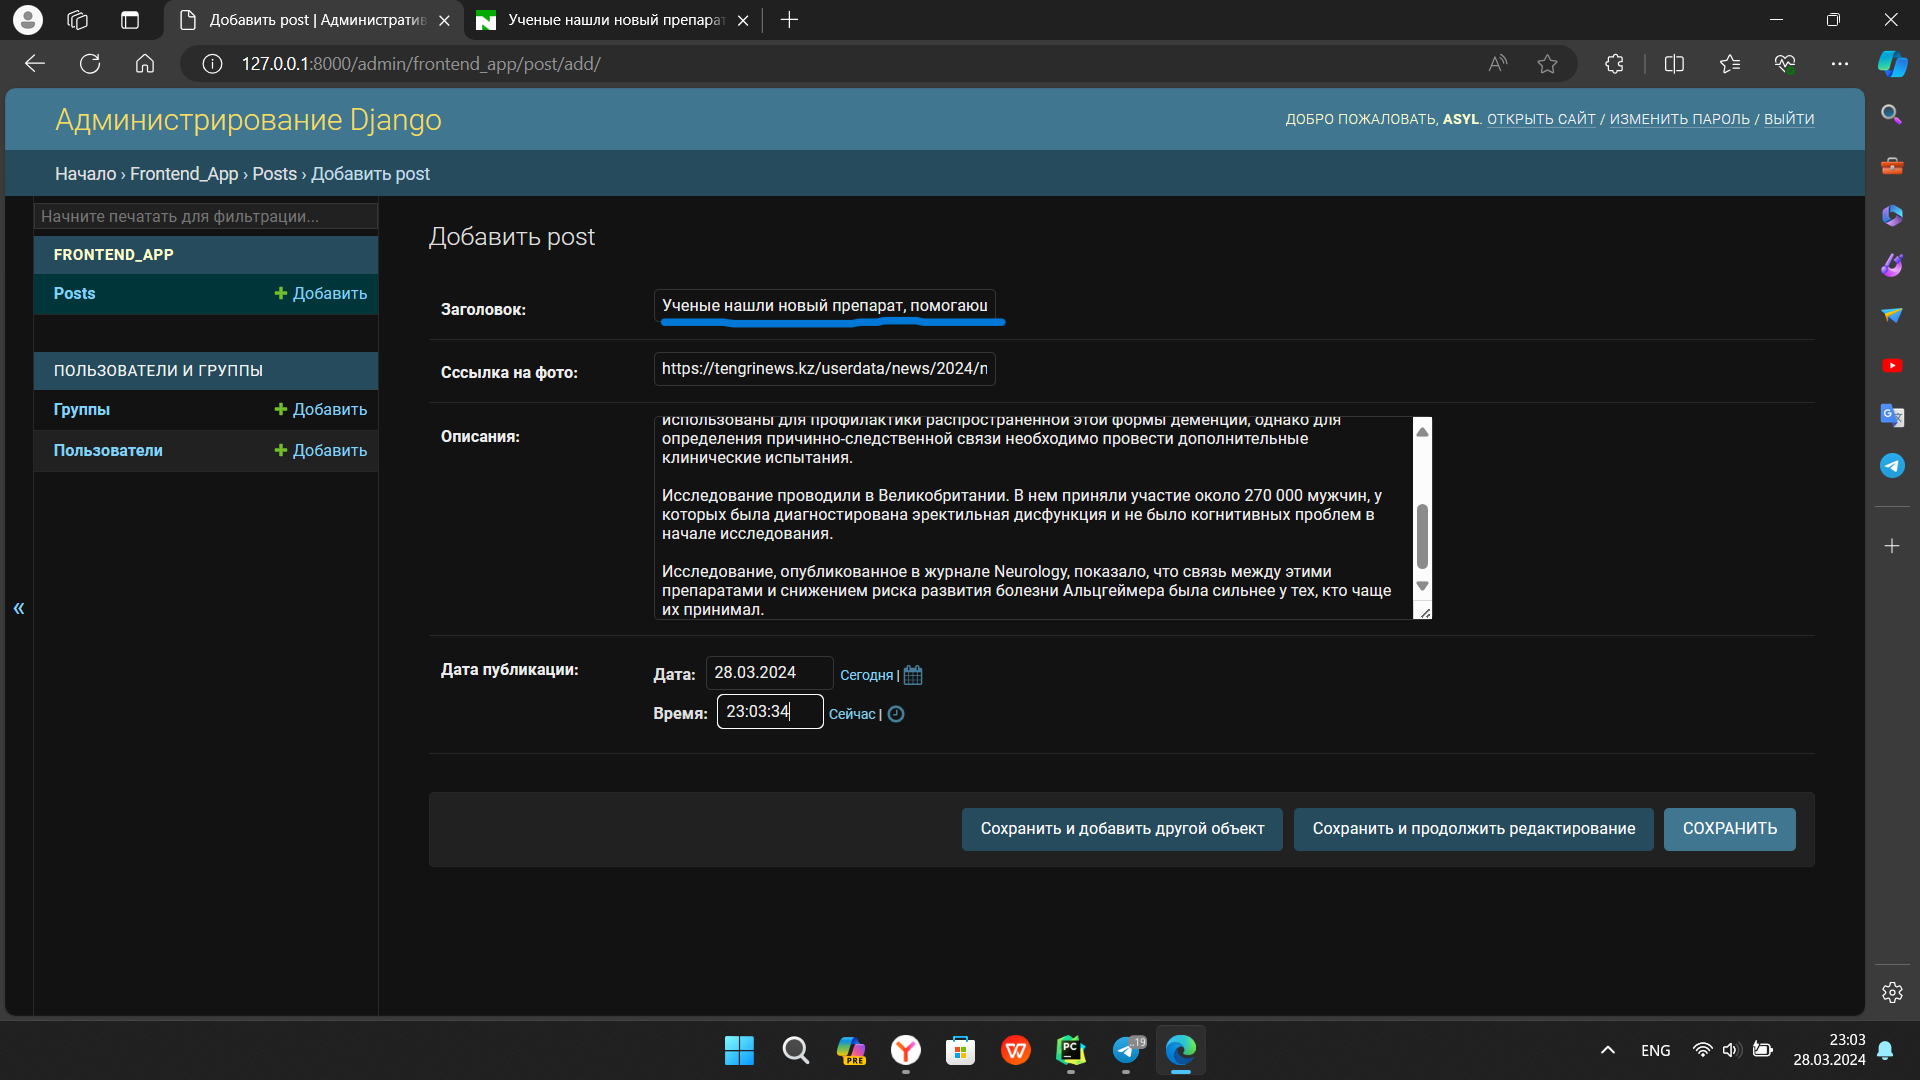 Добавить post | Административ
Ученые нашли новый препарат
127.0.0.1:8000/admin/frontend_app/post/add/
Администрирование Django
ДОБРО ПОЖАЛОВАТЬ, ASYL. ОТКРЫТЬ САЙТ / ИЗМЕНИТЬ ПАРОЛЬ / ВЫЙТИ
Начало › Frontend_App › Posts › Добавить post
Начните печатать для фильтрации...
FRONTEND_APP
Posts
Добавить
ПОЛЬЗОВАТЕЛИ И ГРУППЫ
Группы
Добавить
Пользователи
Добавить
«
Добавить post
Заголовок:
Ученые нашли новый препарат, помогающ
Сссылка на фото:
https://tengrinews.kz/userdata/news/2024/n
Описания:
использованы для профилактики распространенной этой формы деменции, однако для
определения причинно-следственной связи необходимо провести дополнительные
клинические испытания.
Исследование проводили в Великобритании. В нем приняли участие около 270 000 мужчин, у
которых была диагностирована эректильная дисфункция и не было когнитивных проблем в
начале исследования.
Исследование, опубликованное в журнале Neurology, показало, что связь между этими
препаратами и снижением риска развития болезни Альцгеймера была сильнее у тех, кто чаще
их принимал.
Дата публикации:
Дата:
28.03.2024
Сегодня |
Время:
23:03:34
Сейчас |
Сохранить и добавить другой объект
Сохранить и продолжить редактирование
СОХРАНИТЬ
PRE
PC
19
ENG
23:03
28.03.2024